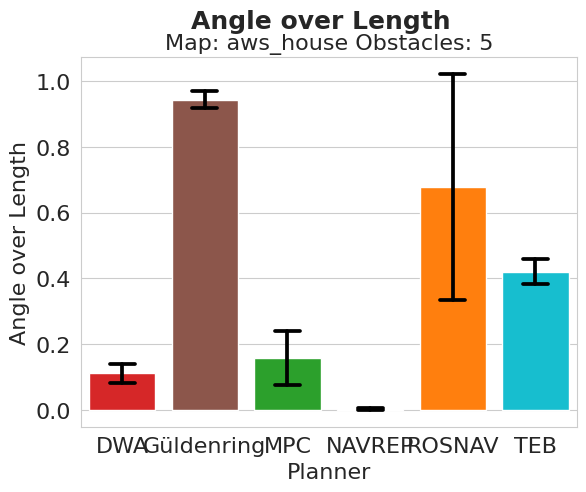 Angle over Length
Map: aws_house Obstacles: 5
Angle over Length
1.0
0.8
0.6
0.4
0.2
0.0
DWA Güldenring MPC NAVREP ROSNAV TEB
Planner